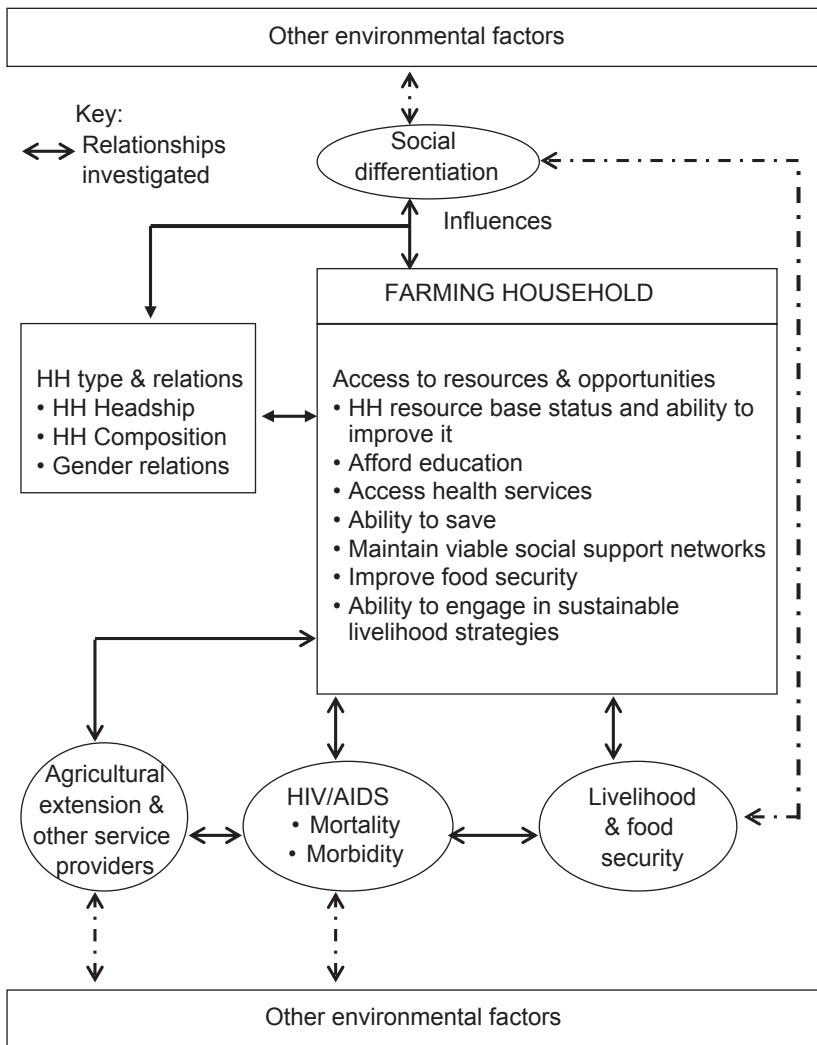 Other environmental factors
Key:
Relationships
investigated
Social
differentiation
Influences
FARMING HOUSEHOLD
HH type & relations
• HH Headship
• HH Composition
• Gender relations
Access to resources & opportunities
• HH resource base status and ability to
improve it
• Afford education
• Access health services
• Ability to save
• Maintain viable social support networks
• Improve food security
• Ability to engage in sustainable
livelihood strategies
Agricultural
extension &
other service
providers
HIV/AIDS
• Mortality
• Morbidity
Livelihood
& food
security
Other environmental factors